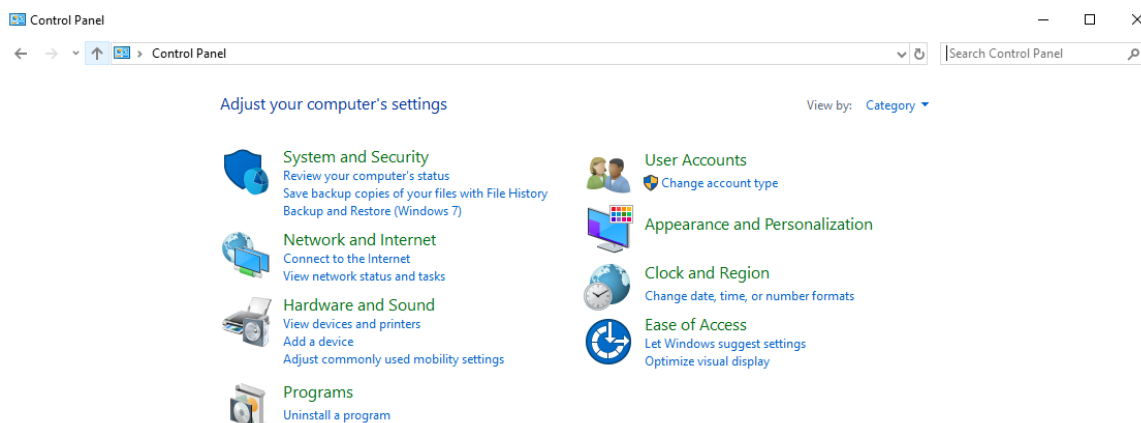 Control Panel
Control Panel
Search Control Panel
Adjust your computer's settings
View by: Category
System and Security
Review your computer's status
Save backup copies of your files with File History
Backup and Restore (Windows 7)
Network and Internet
Connect to the Internet
View network status and tasks
Hardware and Sound
View devices and printers
Add a device
Adjust commonly used mobility settings
Programs
Uninstall a program
User Accounts
Change account type
Appearance and Personalization
Clock and Region
Change date, time, or number formats
Ease of Access
Let Windows suggest settings
Optimize visual display